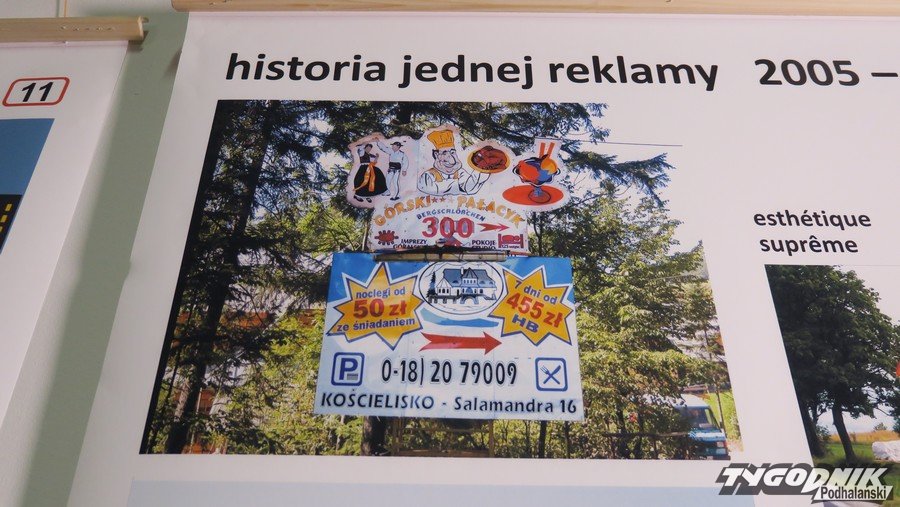 11
historia jednej reklamy 2005 –
GÓRSKI PAŁACYK
BERGSCHLÖSCHEN
300
IMPREZY POKOJE
noclegi od
50 zł
ze śniadaniem
7 dni od
455 zł
HB
P 0-18) 20 79009
KOŚCIELISKO - Salamandra 16
esthétique
suprême
TYGODNIK
Podhalański